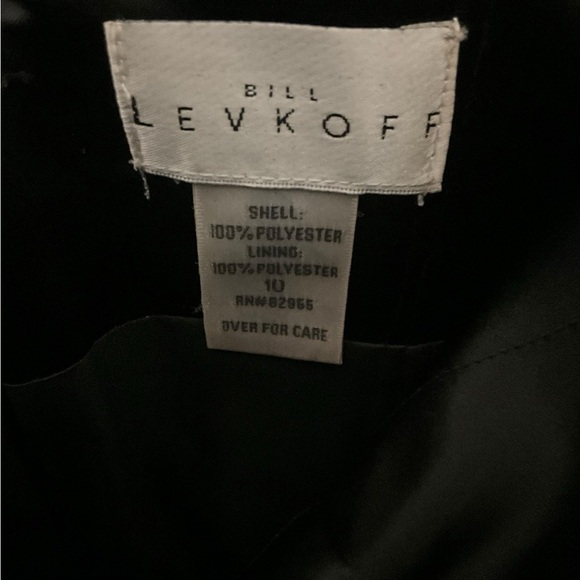 BILL
LEVKOFF
SHELL:
100% POLYESTER
LINING:
100% POLYESTER
10
RN#82965
OVER FOR CARE